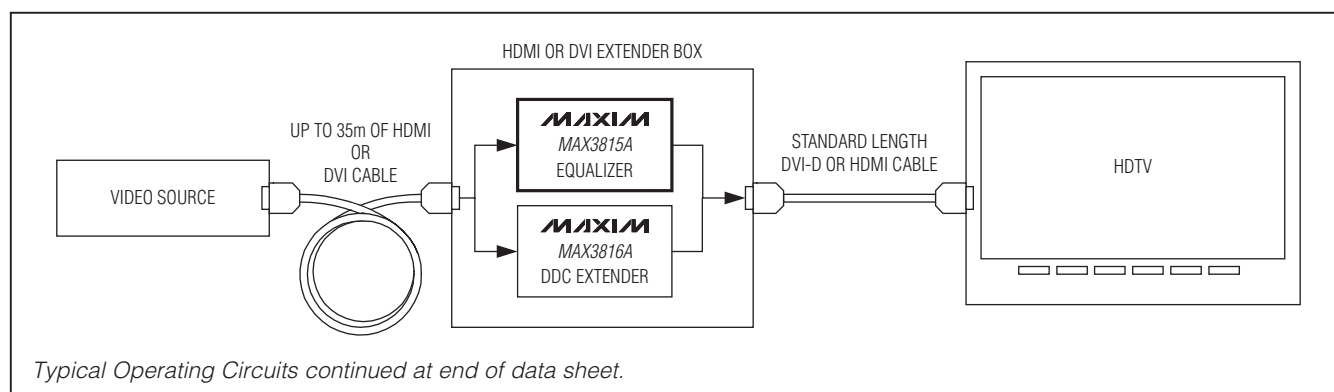 HDMI OR DVI EXTENDER BOX
UP TO 35m OF HDMI
OR
DVI CABLE
VIDEO SOURCE
MAXIM
MAX3815A
EQUALIZER
MAXIM
MAX3816A
DDC EXTENDER
STANDARD LENGTH
DVI-D OR HDMI CABLE
HDTV
Typical Operating Circuits continued at end of data sheet.